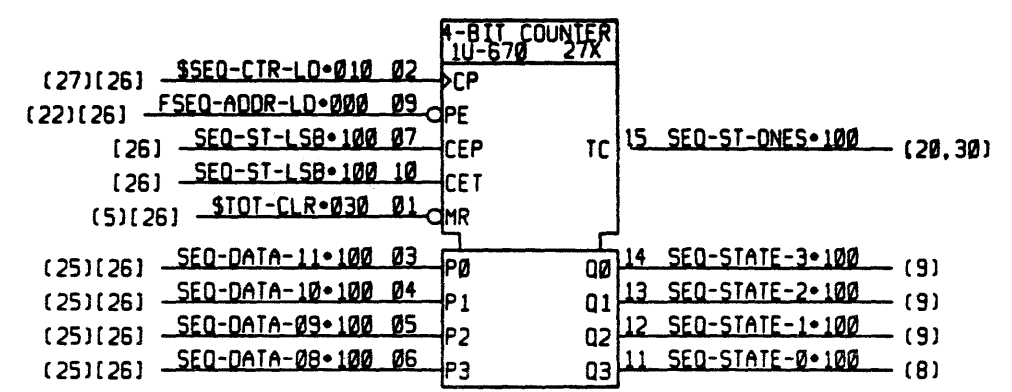 4-BIT COUNTER
1U-670 27X
(27)[26] $SEQ-CTR-LD•010 02 CP
(22)[26] FSEQ-ADDR-LD•000 09 PE
[26] SEQ-ST-LSB•100 07 CEP TC 15 SEQ-ST-ONES•100 (20,30)
[26] SEQ-ST-LSB•100 10 CET
(5)[26] $TOT-CLR•030 01 MR
(25)[26] SEQ-DATA-11•100 03 P0 Q0 14 SEQ-STATE-3•100 (9)
(25)[26] SEQ-DATA-10•100 04 P1 Q1 13 SEQ-STATE-2•100 (9)
(25)[26] SEQ-DATA-09•100 05 P2 Q2 12 SEQ-STATE-1•100 (9)
(25)[26] SEQ-DATA-08•100 06 P3 Q3 11 SEQ-STATE-0•100 (8)